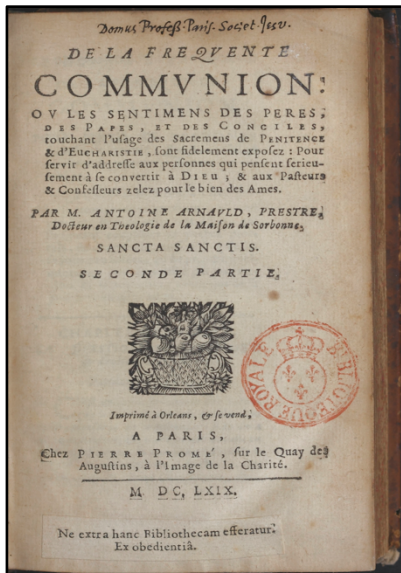 Domus Profess. Paris. Societ. Jesu.
DE LA FREQVENTE
COMMVNION:
OV LES SENTIMENS DES PERES,
DES PAPES, ET DES CONCILES,
touchant l'usage des Sacremens de PENITENCE
& d'EUCHARISTIE, sont fidelement exposez : Pour
servir d'addresse aux personnes qui pensent serieu-
sement à se convertir à DIEU ; & aux Pasteurs
& Confesseurs zelez pour le bien des Ames.
PAR M. ANTOINE ARNAVLD, PRESTRE,
Docteur en Theologie de la Maison de Sorbonne.
SANCTA SANCTIS.
SECONDE PARTIE.
BIBLIOTHEQUE ROYALE
Imprimé à Orleans, & se vend,
A PARIS,
Chez PIERRE PROMÉ, sur le Quay des
Augustins, à l'Image de la Charité.
M. DC. LXIX.
Ne extra hanc Bibliothecam efferatur.
Ex obedientiâ.